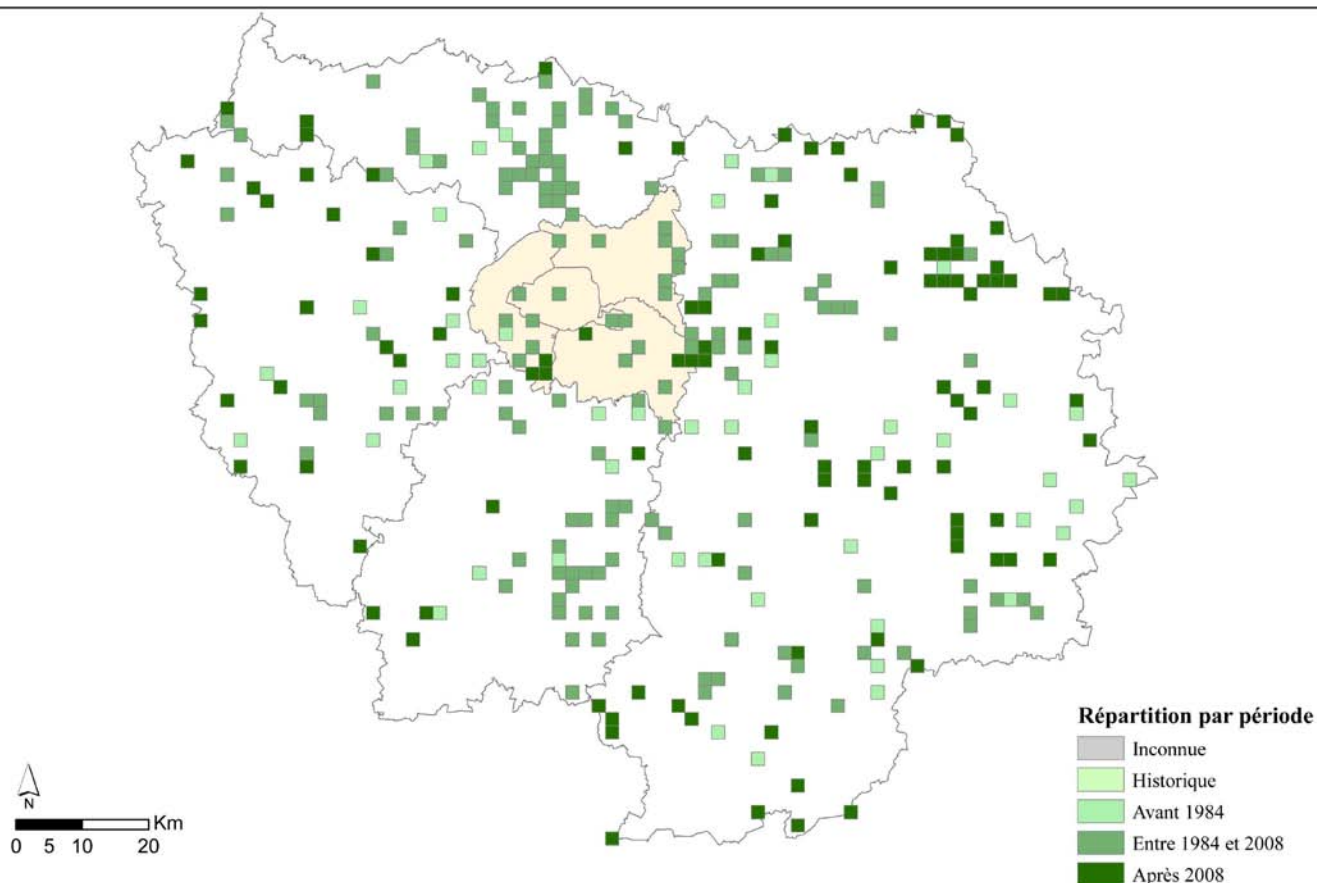 N
Km
0 5 10 20
Répartition par période
Inconnue
Historique
Avant 1984
Entre 1984 et 2008
Après 2008